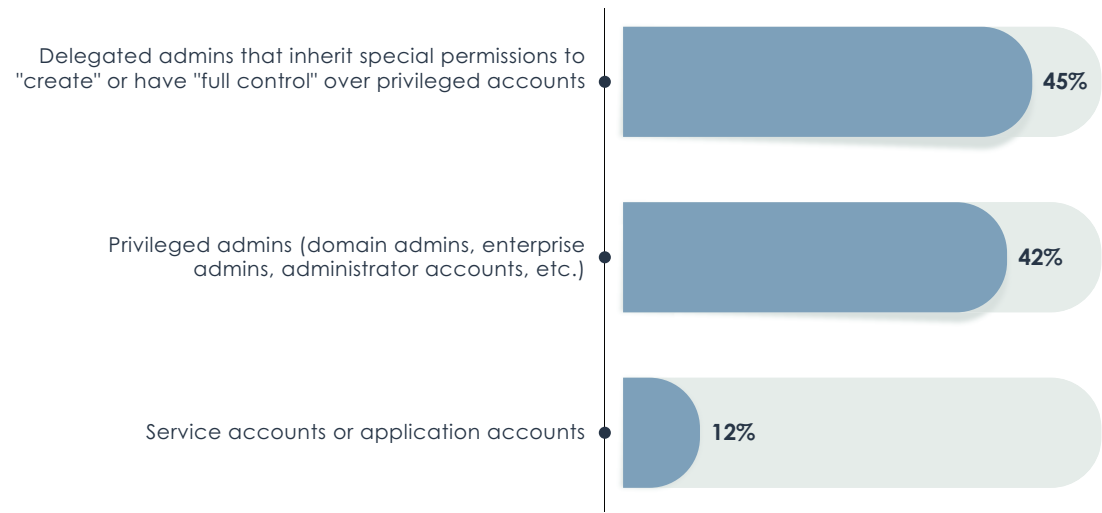 Delegated admins that inherit special permissions to
"create" or have "full control" over privileged accounts
45%
Privileged admins (domain admins, enterprise
admins, administrator accounts, etc.)
42%
Service accounts or application accounts
12%